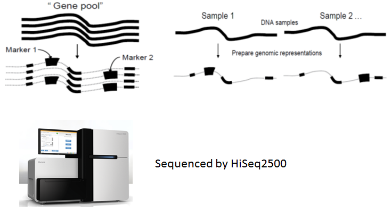 " Gene pool"
Marker 1
Marker 2
Sample 1
DNA samples
Sample 2 ...
Prepare genomic representations
Sequenced by HiSeq2500